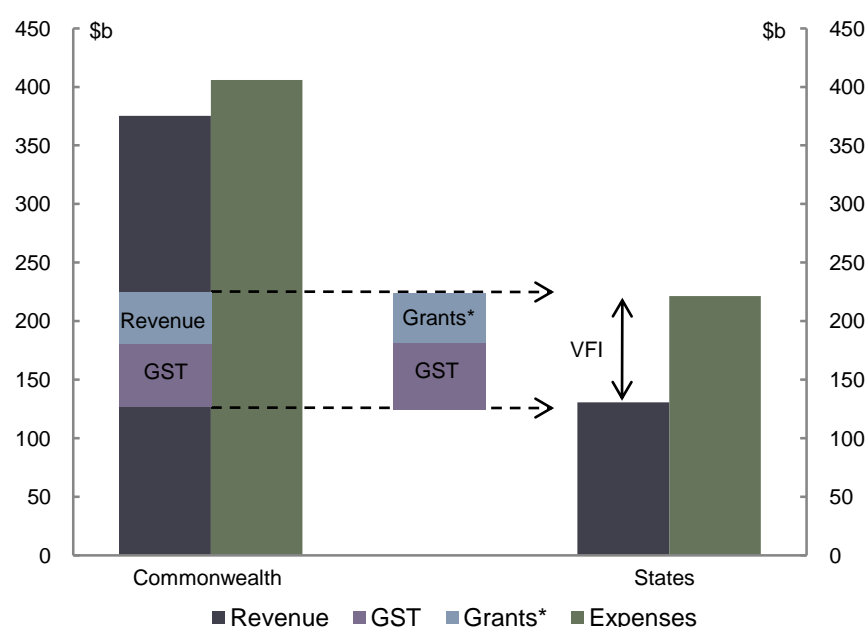 $b $b
450 450
400 400
350 350
300 300
250 250
Revenue Grants*
200 200
VFI
GST GST
150 150
100 100
50 50
0 0
Commonwealth States
Revenue GST Grants* Expenses